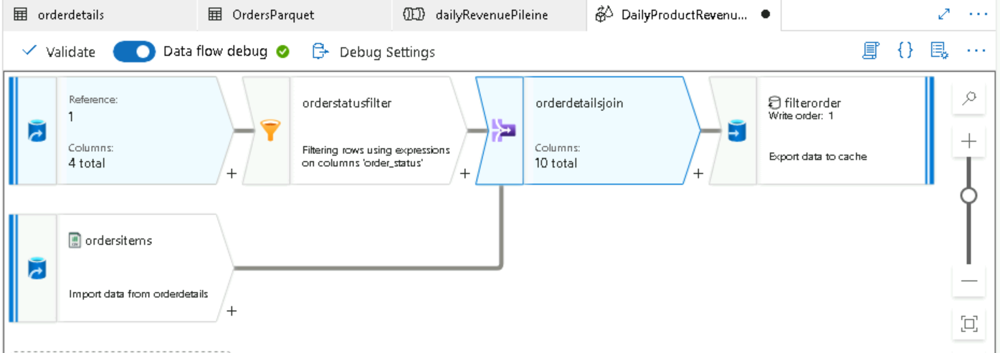 orderdetails
OrdersParquet
dailyRevenuePileine
DailyProductRevenu...
Validate
Data flow debug
Debug Settings
Reference:
1
Columns:
4 total
orderstatusfilter
Filtering rows using expressions
on columns 'order_status'
orderdetailsjoin
Columns:
10 total
filterorder
Write order: 1
Export data to cache
ordersitems
Import data from orderdetails